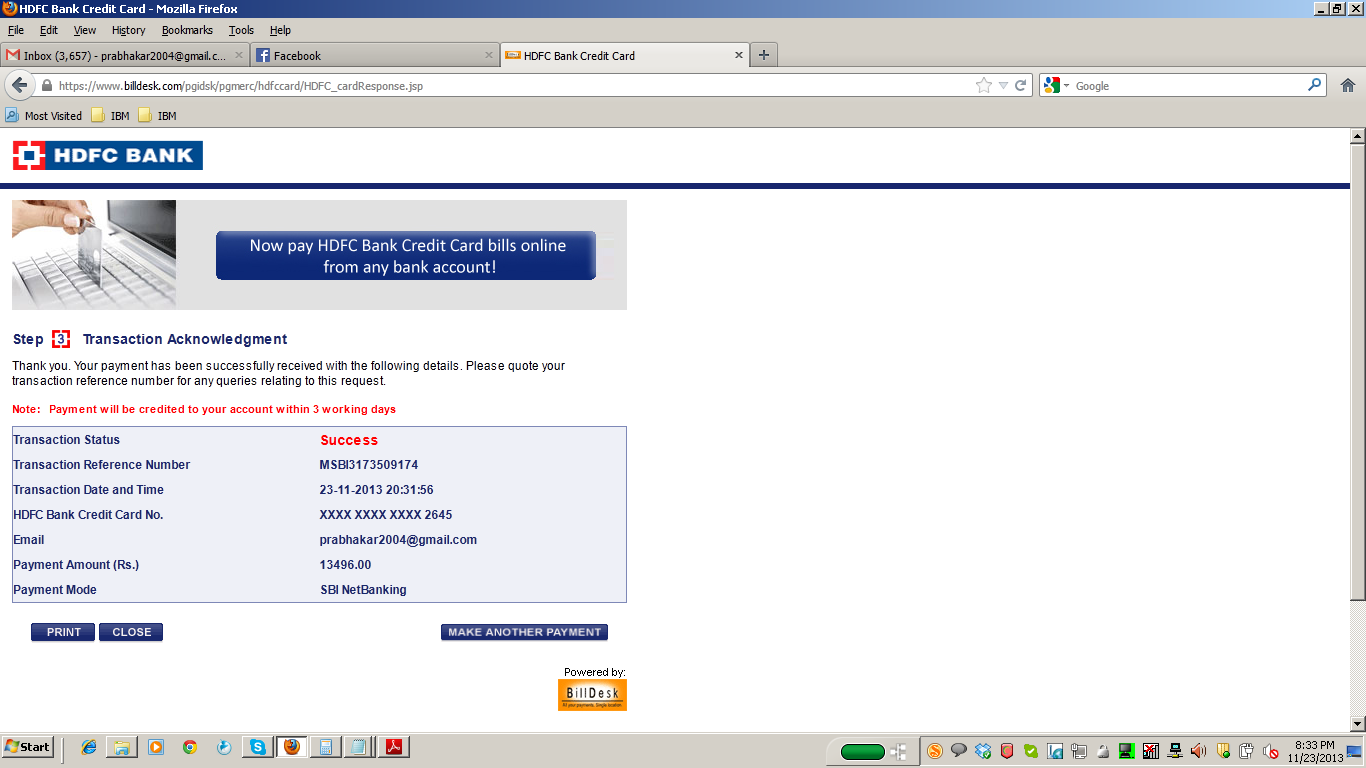 HDFC Bank Credit Card - Mozilla Firefox
File Edit View History Bookmarks Tools Help
Inbox (3,657) - prabhakar2004@gmail.c... Facebook HDFC Bank Credit Card
https://www.billdesk.com/pgidsk/pgmerc/hdfccard/HDFC_cardResponse.jsp Google
Most Visited IBM IBM
HDFC BANK
Now pay HDFC Bank Credit Card bills online
from any bank account!
Step 3 Transaction Acknowledgment
Thank you. Your payment has been successfully received with the following details. Please quote your
transaction reference number for any queries relating to this request.
Note: Payment will be credited to your account within 3 working days
Transaction Status Success
Transaction Reference Number MSBI3173509174
Transaction Date and Time 23-11-2013 20:31:56
HDFC Bank Credit Card No. XXXX XXXX XXXX 2645
Email prabhakar2004@gmail.com
Payment Amount (Rs.) 13496.00
Payment Mode SBI NetBanking
PRINT CLOSE MAKE ANOTHER PAYMENT
Powered by:
BillDesk
All your payments. Single location.
Start 8:33 PM
11/23/2013